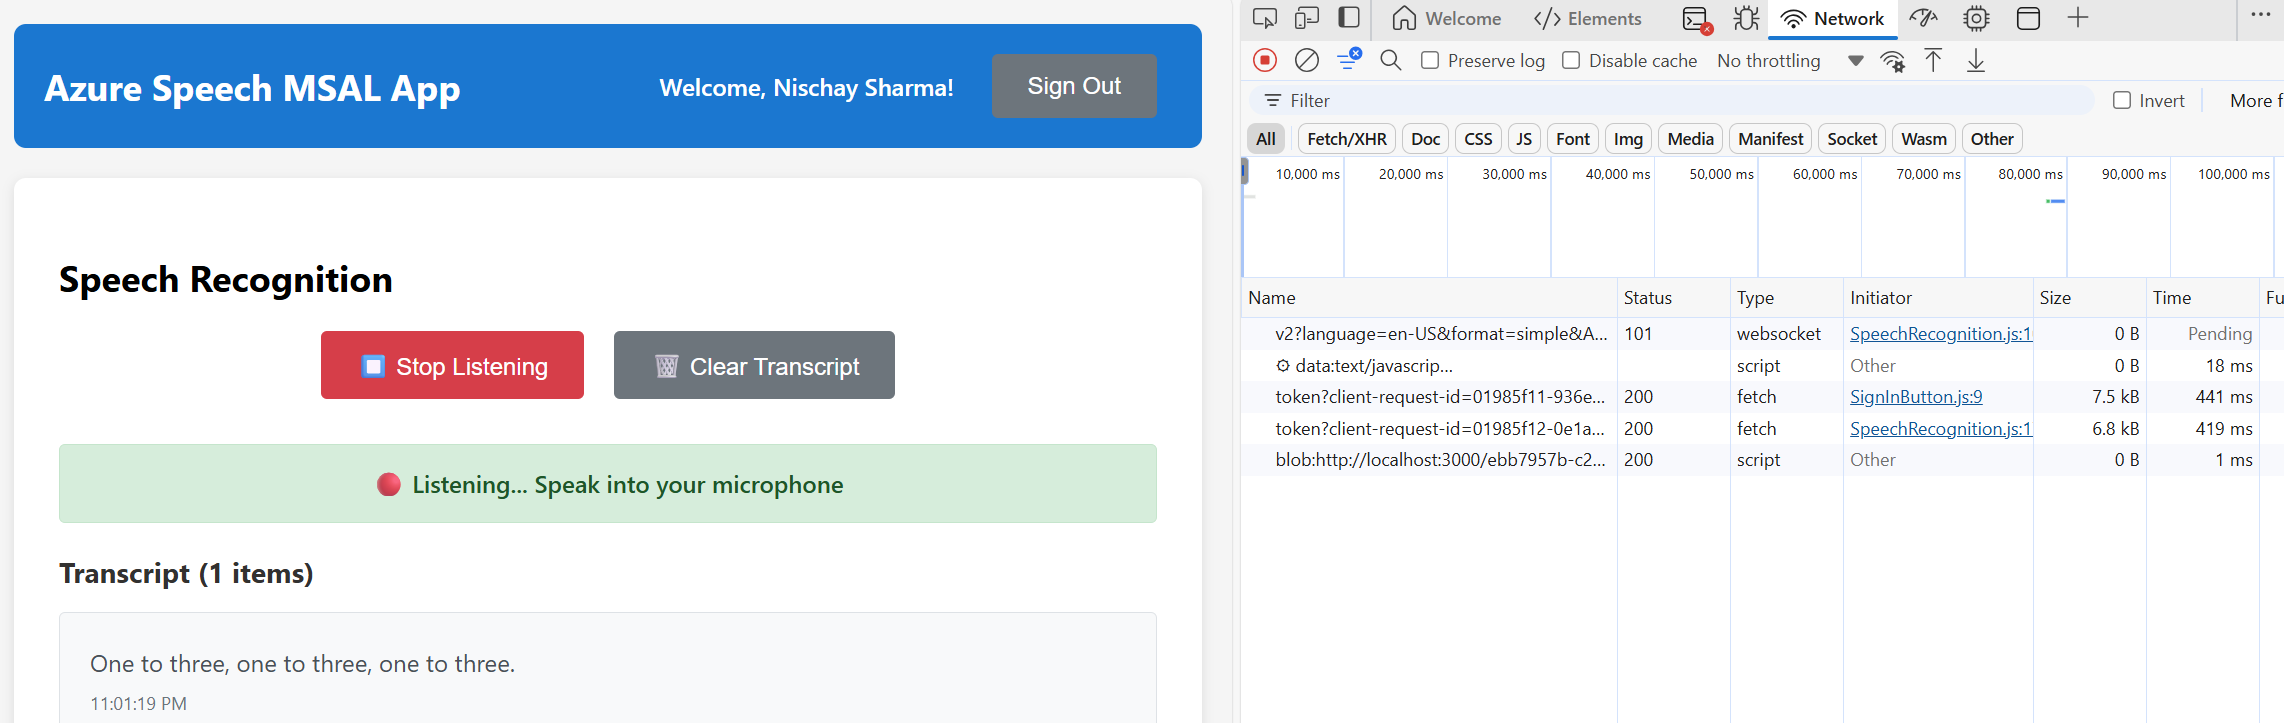 Azure Speech MSAL App
Welcome, Nischay Sharma!
Sign Out
Speech Recognition
Stop Listening
Clear Transcript
Listening... Speak into your microphone
Transcript (1 items)
One to three, one to three, one to three.
11:01:19 PM
Welcome
Elements
Network
Preserve log
Disable cache
No throttling
Filter
Invert
More f
All
Fetch/XHR
Doc
CSS
JS
Font
Img
Media
Manifest
Socket
Wasm
Other
10,000 ms
20,000 ms
30,000 ms
40,000 ms
50,000 ms
60,000 ms
70,000 ms
80,000 ms
90,000 ms
100,000 ms
Name Status Type Initiator Size Time Fu
v2?language=en-US&format=simple&A... 101 websocket SpeechRecognition.js:1 0 B Pending
data:text/javascrip... script Other 0 B 18 ms
token?client-request-id=01985f11-936e... 200 fetch SignInButton.js:9 7.5 kB 441 ms
token?client-request-id=01985f12-0e1a... 200 fetch SpeechRecognition.js:1 6.8 kB 419 ms
blob:http://localhost:3000/ebb7957b-c2... 200 script Other 0 B 1 ms